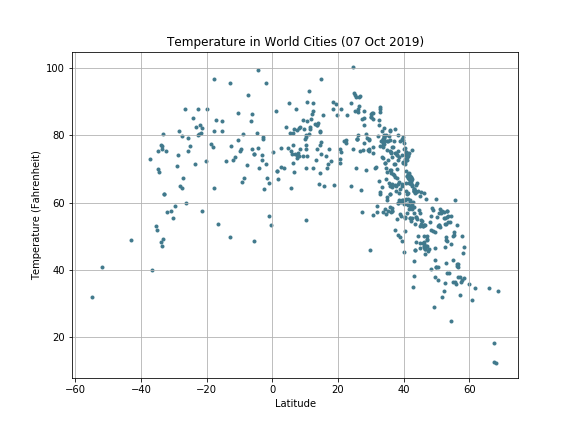 Temperature in World Cities (07 Oct 2019)
100
80
60
40
20
Temperature (Fahrenheit)
−60 −40 −20 0 20 40 60
Latitude